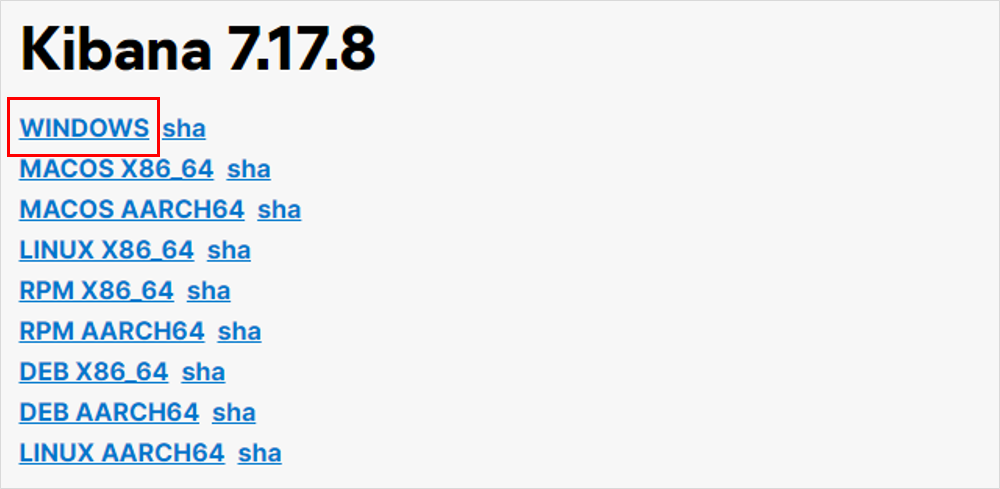 Kibana 7.17.8
WINDOWS sha
MACOS X86_64 sha
MACOS AARCH64 sha
LINUX X86_64 sha
RPM X86_64 sha
RPM AARCH64 sha
DEB X86_64 sha
DEB AARCH64 sha
LINUX AARCH64 sha